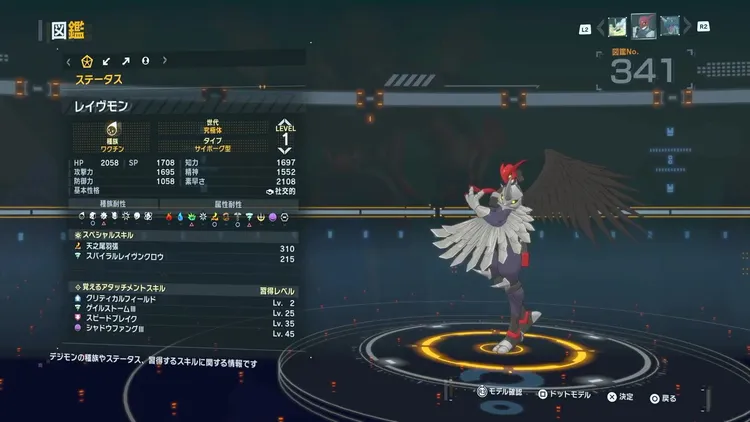 図鑑
L2
R2
図鑑No.
341
ステータス
レイヴモン
種族
ワクチン
世代
究極体
タイプ
サイボーグ型
LEVEL
1
HP 2058 SP 1708 知力 1697
攻撃力 1695 精神 1552
防御力 1058 素早さ 2108
基本性格 社交的
種族耐性 属性耐性
スペシャルスキル
天之尾羽張 310
スパイラルレイヴンクロウ 215
覚えるアタッチメントスキル 習得レベル
クリティカルフィールド Lv. 2
ゲイルストームⅢ Lv. 25
スピードブレイク Lv. 35
シャドウファングⅢ Lv. 45
デジモンの種族やステータス、習得するスキルに関する情報です
R3 モデル確認 ドットモデル 決定 戻る